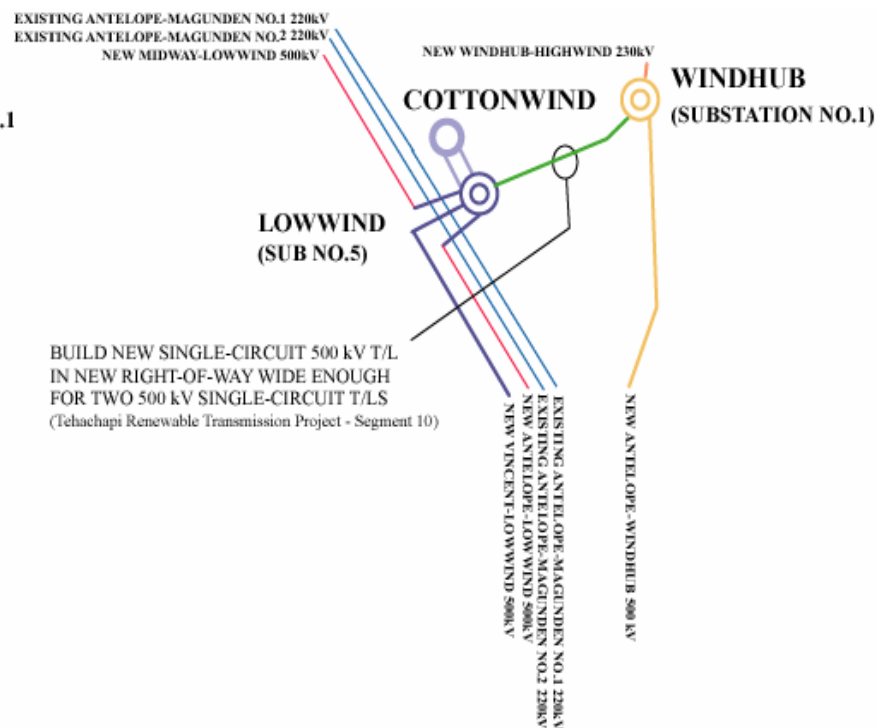 EXISTING ANTELOPE-MAGUNDEN NO.1 220kV
EXISTING ANTELOPE-MAGUNDEN NO.2 220kV
NEW MIDWAY-LOWWIND 500kV
NEW WINDHUB-HIGHWIND 230kV
WINDHUB
(SUBSTATION NO.1)
COTTONWIND
.1
LOWWIND
(SUB NO.5)
BUILD NEW SINGLE-CIRCUIT 500 kV T/L
IN NEW RIGHT-OF-WAY WIDE ENOUGH
FOR TWO 500 kV SINGLE-CIRCUIT T/LS
(Tehachapi Renewable Transmission Project - Segment 10)
NEW VINCENT-LOWWIND 500kV
NEW ANTELOPE-LOWWIND 500kV
EXISTING ANTELOPE-MAGUNDEN NO.2 220kV
EXISTING ANTELOPE-MAGUNDEN NO.1 220kV
NEW ANTELOPE-WINDHUB 500 kV